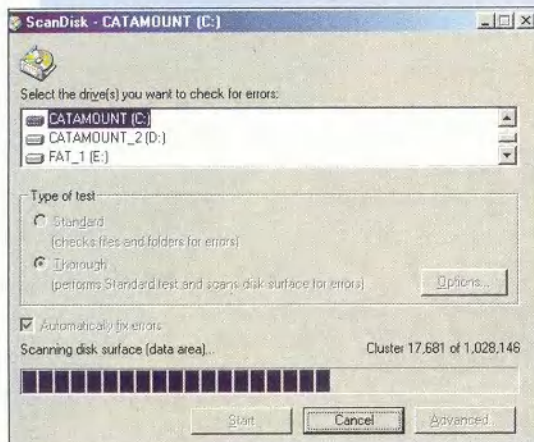 ScanDisk - CATAMOUNT (C:)
Select the drive(s) you want to check for errors:
CATAMOUNT (C:)
CATAMOUNT_2 (D:)
FAT_1 (E:)
Type of test
Standard
(checks files and folders for errors)
Thorough
(performs Standard test and scans disk surface for errors)
Options...
Automatically fix errors
Scanning disk surface (data area)...
Cluster 17,681 of 1,028,146
Start
Cancel
Advanced